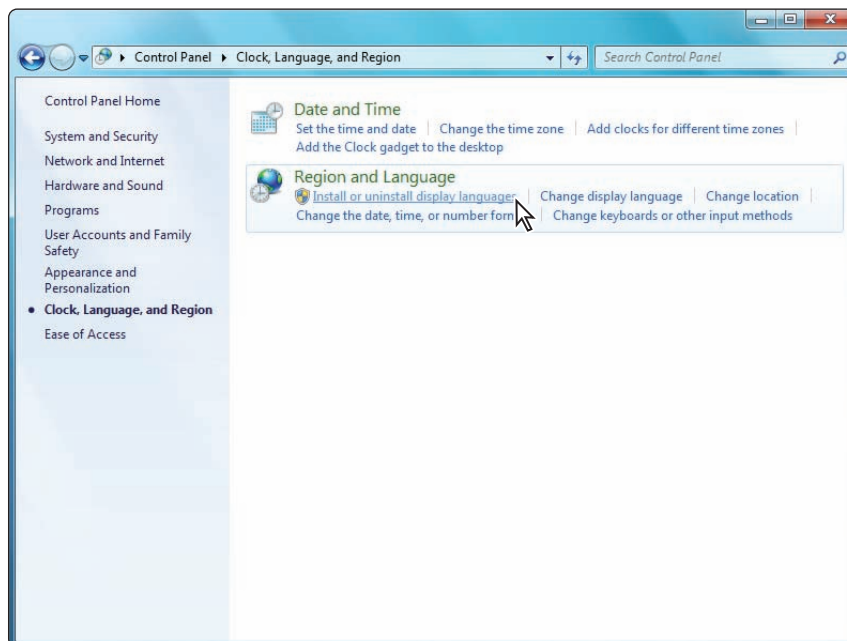 Control Panel
Clock, Language, and Region
Search Control Panel
Control Panel Home
System and Security
Network and Internet
Hardware and Sound
Programs
User Accounts and Family
Safety
Appearance and
Personalization
Clock, Language, and Region
Ease of Access
Date and Time
Set the time and date | Change the time zone | Add clocks for different time zones
Add the Clock gadget to the desktop
Region and Language
Install or uninstall display languages | Change display language | Change location
Change the date, time, or number | Change keyboards or other input methods